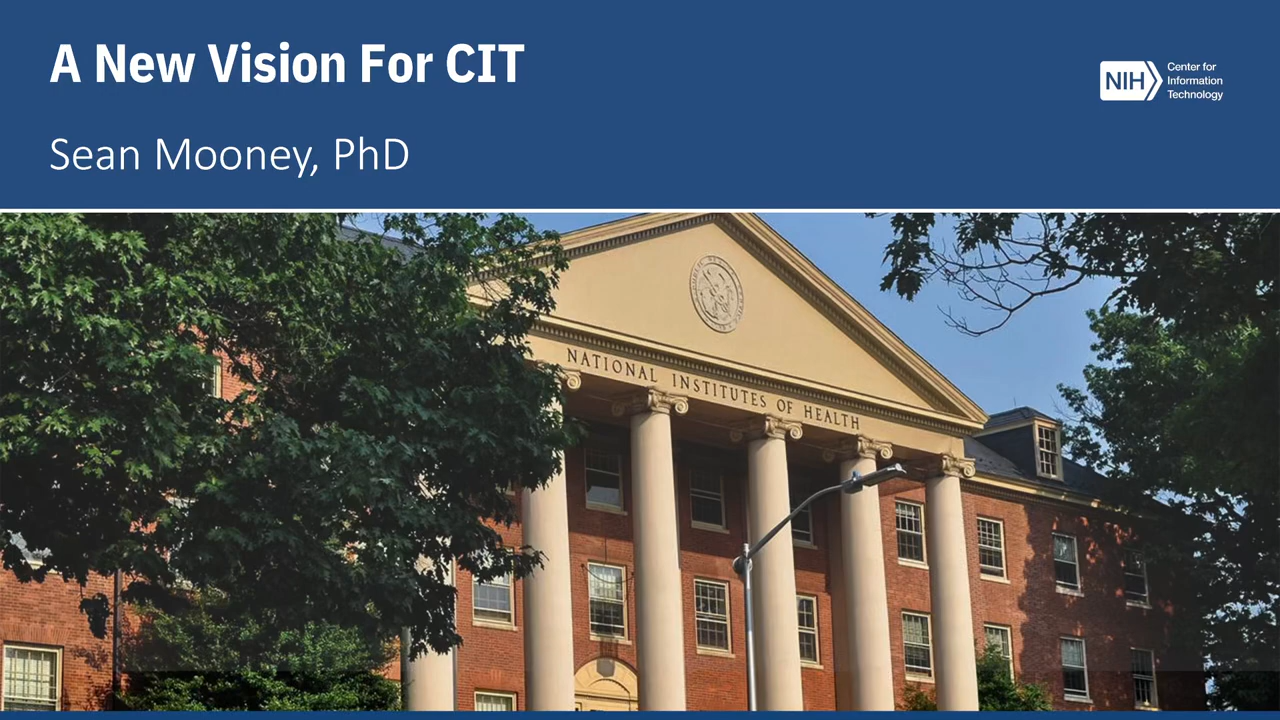 A New Vision For CIT
Sean Mooney, PhD
NIH
Center for
Information
Technology
NATIONAL INSTITUTES OF HEALTH